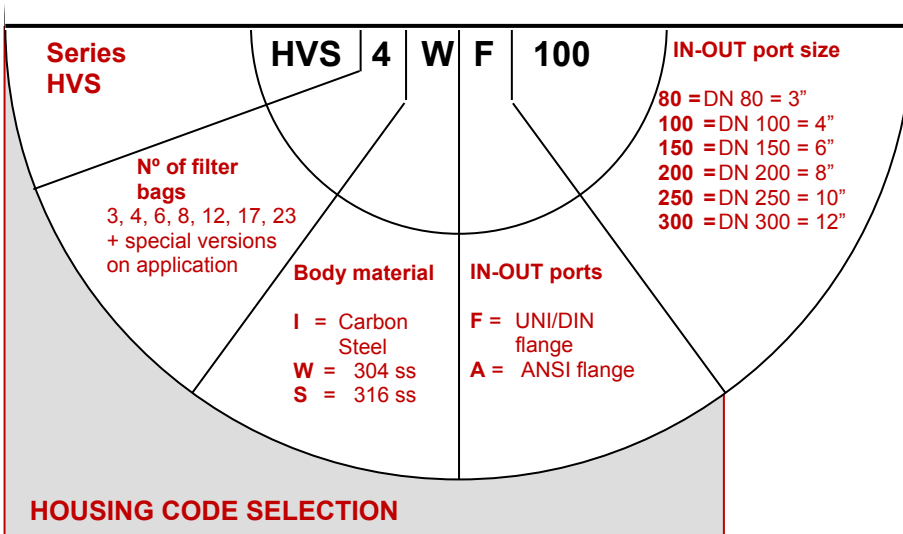 Series
HVS
HVS 4 W F 100
IN-OUT port size
80 = DN 80 = 3”
100 = DN 100 = 4”
150 = DN 150 = 6”
200 = DN 200 = 8”
250 = DN 250 = 10”
300 = DN 300 = 12”
Nº of filter
bags
3, 4, 6, 8, 12, 17, 23
+ special versions
on application
Body material
I = Carbon
Steel
W = 304 ss
S = 316 ss
IN-OUT ports
F = UNI/DIN
flange
A = ANSI flange
HOUSING CODE SELECTION